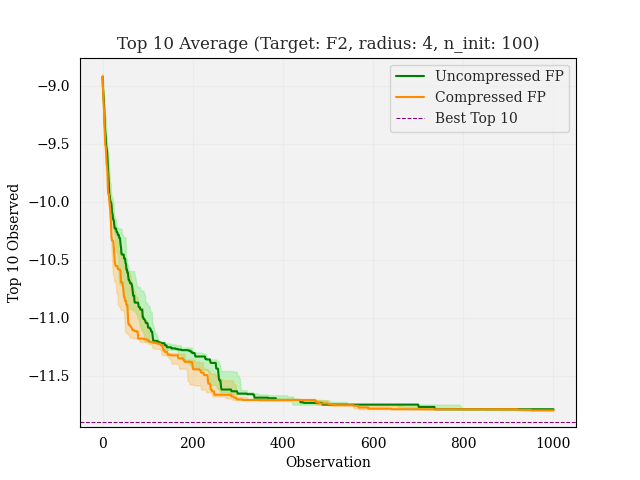 Top 10 Average (Target: F2, radius: 4, n_init: 100)
Uncompressed FP
Compressed FP
Best Top 10
Top 10 Observed
−9.0
−9.5
−10.0
−10.5
−11.0
−11.5
0 200 400 600 800 1000
Observation